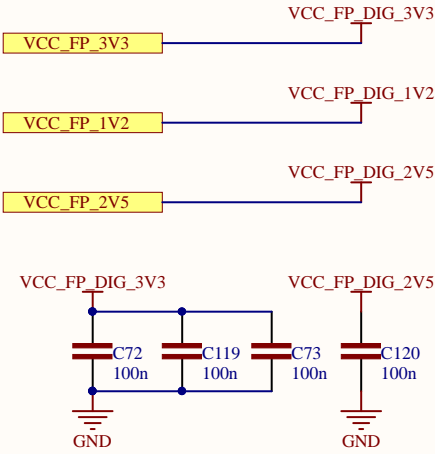 VCC_FP_DIG_3V3
VCC_FP_3V3
VCC_FP_DIG_1V2
VCC_FP_1V2
VCC_FP_DIG_2V5
VCC_FP_2V5
VCC_FP_DIG_3V3 VCC_FP_DIG_2V5
C72 C119 C73 C120
100n 100n 100n 100n
GND GND